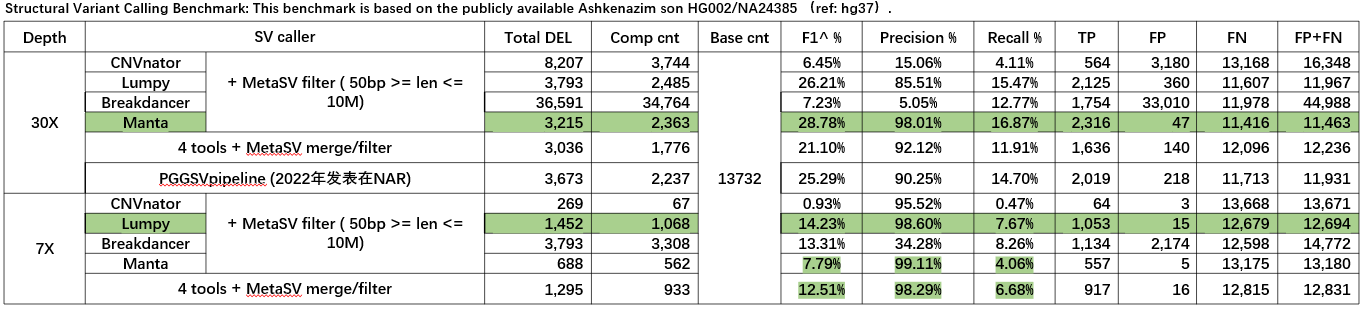 Structural Variant Calling Benchmark: This benchmark is based on the publicly available Ashkenazim son HG002/NA24385 （ref: hg37）.
Depth SV caller Total DEL Comp cnt Base cnt F1^ % Precision % Recall % TP FP FN FP+FN
30X
CNVnator 8,207 3,744 6.45% 15.06% 4.11% 564 3,180 13,168 16,348
+ MetaSV filter ( 50bp >= len <= 10M)
Lumpy 3,793 2,485 26.21% 85.51% 15.47% 2,125 360 11,607 11,967
Breakdancer 36,591 34,764 7.23% 5.05% 12.77% 1,754 33,010 11,978 44,988
Manta 3,215 2,363 28.78% 98.01% 16.87% 2,316 47 11,416 11,463
4 tools + MetaSV merge/filter 3,036 1,776 21.10% 92.12% 11.91% 1,636 140 12,096 12,236
PGGSVpipeline (2022年发表在NAR) 3,673 2,237 13732 25.29% 90.25% 14.70% 2,019 218 11,713 11,931
7X
CNVnator 269 67 0.93% 95.52% 0.47% 64 3 13,668 13,671
+ MetaSV filter ( 50bp >= len <= 10M)
Lumpy 1,452 1,068 14.23% 98.60% 7.67% 1,053 15 12,679 12,694
Breakdancer 3,793 3,308 13.31% 34.28% 8.26% 1,134 2,174 12,598 14,772
Manta 688 562 7.79% 99.11% 4.06% 557 5 13,175 13,180
4 tools + MetaSV merge/filter 1,295 933 12.51% 98.29% 6.68% 917 16 12,815 12,831